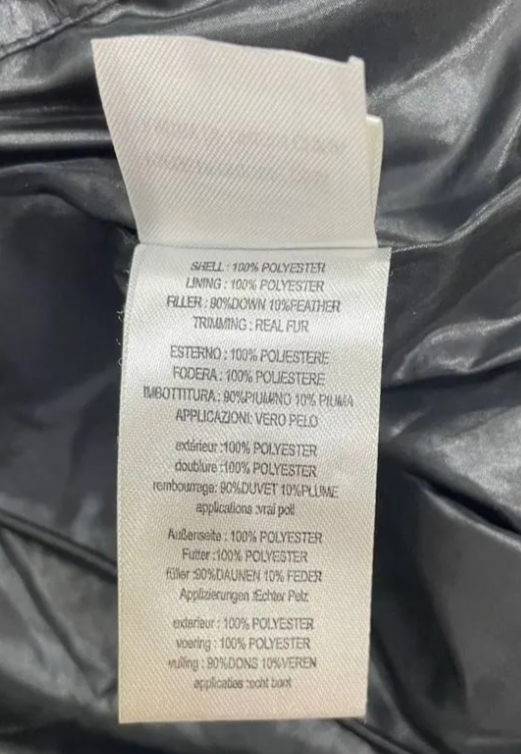 SHELL : 100% POLYESTER
LINING : 100% POLYESTER
FILLER : 90%DOWN 10%FEATHER
TRIMMING : REAL FUR
ESTERNO : 100% POLIESTERE
FODERA : 100% POLIESTERE
IMBOTTITURA : 90%PIUMINO 10% PIUMA
APPLICAZIONI: VERO PELO
extérieur :100% POLYESTER
doublure :100% POLYESTER
rembourrage: 90%DUVET 10%PLUME
applications :vrai poil
Außenseite : 100% POLYESTER
Futter :100% POLYESTER
füller :90%DAUNEN 10% FEDER
Applizierungen :Echter Pelz
exterieur : 100% POLYESTER
voering : 100% POLYESTER
vulling : 90%DONS 10%VEREN
applicaties :echt bont